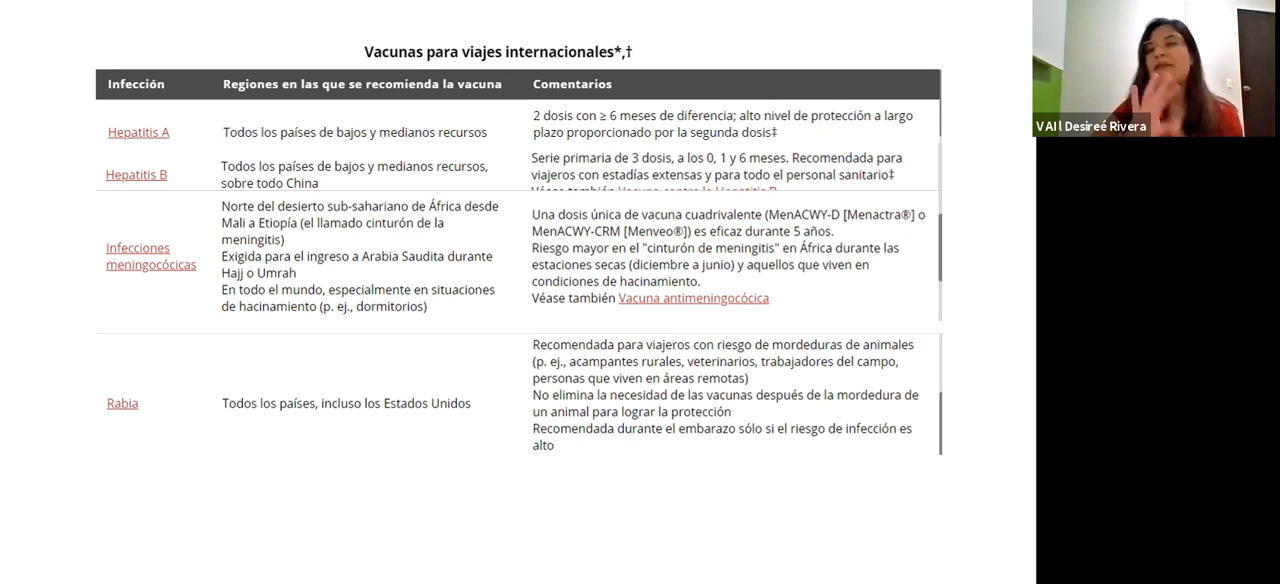 Vacunas para viajes internacionales*,†
Infección
Regiones en las que se recomienda la vacuna
Comentarios
Hepatitis A
Todos los países de bajos y medianos recursos
2 dosis con ≥ 6 meses de diferencia; alto nivel de protección a largo
plazo proporcionado por la segunda dosis‡
Hepatitis B
Todos los países de bajos y medianos recursos,
sobre todo China
Serie primaria de 3 dosis, a los 0, 1 y 6 meses. Recomendada para
viajeros con estadías extensas y para todo el personal sanitario‡
Véase también Vacuna contra la Hepatitis B
Infecciones
meningocócicas
Norte del desierto sub-sahariano de África desde
Mali a Etiopía (el llamado cinturón de la
meningitis)
Exigida para el ingreso a Arabia Saudita durante
Hajj o Umrah
En todo el mundo, especialmente en situaciones
de hacinamiento (p. ej., dormitorios)
Una dosis única de vacuna cuadrivalente (MenACWY-D [Menactra®] o
MenACWY-CRM [Menveo®]) es eficaz durante 5 años.
Riesgo mayor en el "cinturón de meningitis" en África durante las
estaciones secas (diciembre a junio) y aquellos que viven en
condiciones de hacinamiento.
Véase también Vacuna antimeningocócica
Rabia
Todos los países, incluso los Estados Unidos
Recomendada para viajeros con riesgo de mordeduras de animales
(p. ej., acampantes rurales, veterinarios, trabajadores del campo,
personas que viven en áreas remotas)
No elimina la necesidad de las vacunas después de la mordedura de
un animal para lograr la protección
Recomendada durante el embarazo sólo si el riesgo de infección es
alto
Desireé Rivera